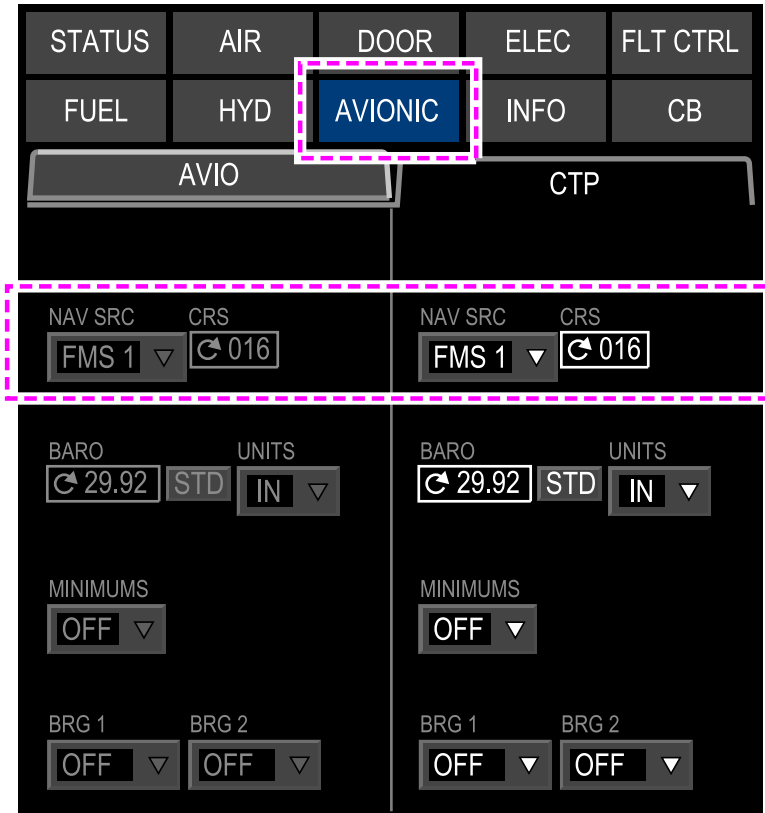 STATUS AIR DOOR ELEC FLT CTRL
FUEL HYD AVIONIC INFO CB
AVIO CTP
NAV SRC CRS NAV SRC CRS
FMS 1 016 FMS 1 016
BARO UNITS BARO UNITS
29.92 STD IN 29.92 STD IN
MINIMUMS MINIMUMS
OFF OFF
BRG 1 BRG 2 BRG 1 BRG 2
OFF OFF OFF OFF